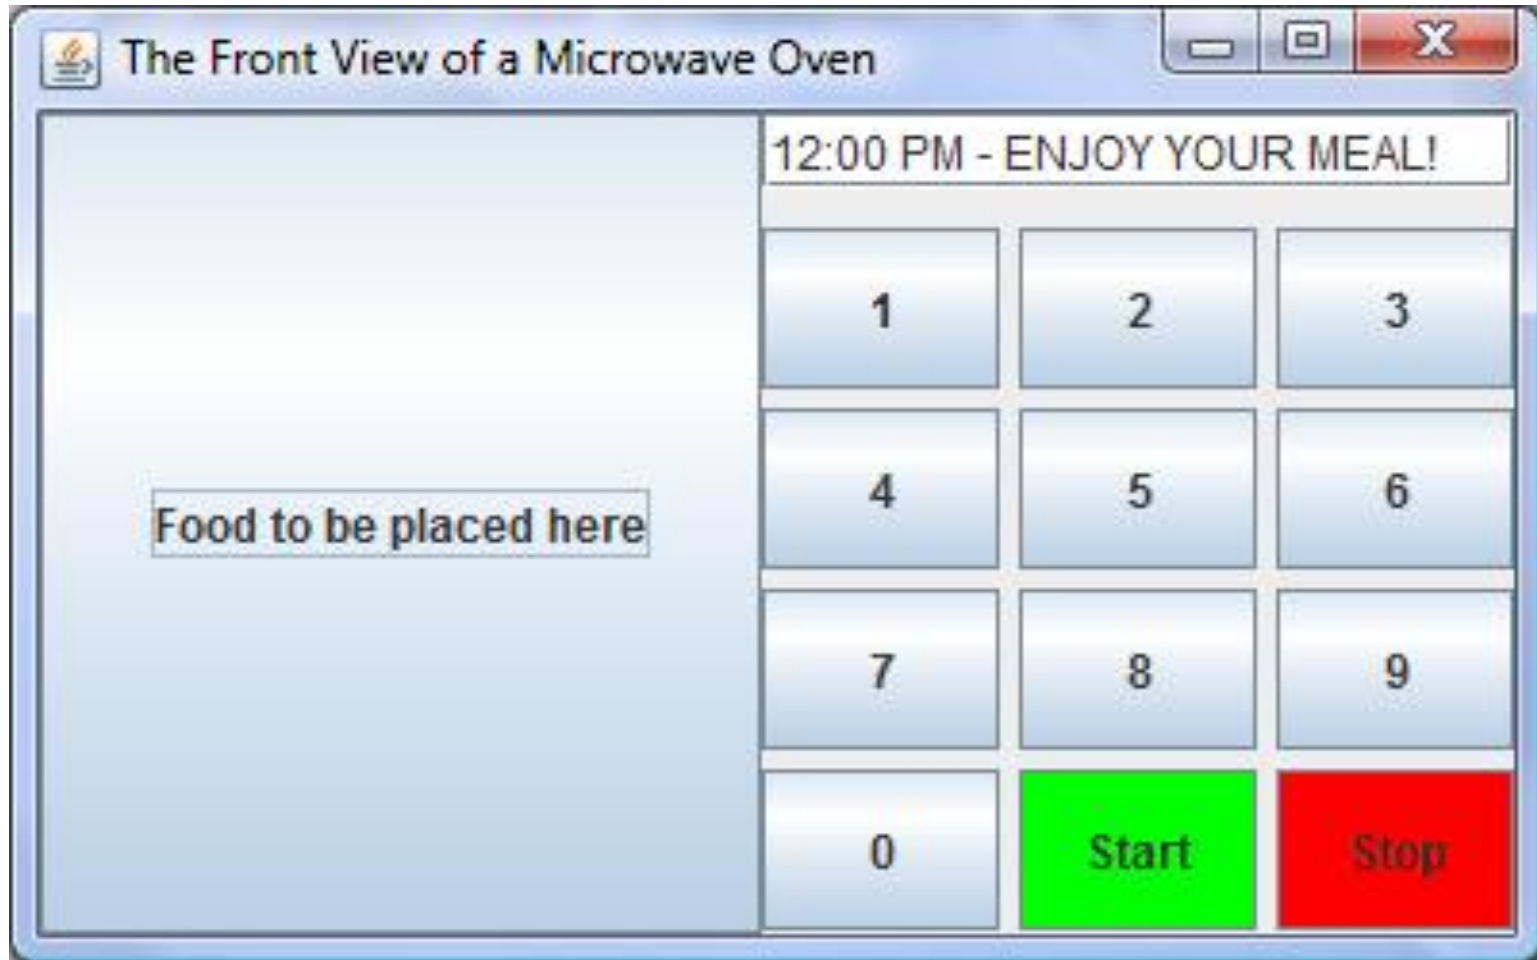 The Front View of a Microwave Oven
12:00 PM - ENJOY YOUR MEAL!
Food to be placed here
1 2 3
4 5 6
7 8 9
0 Start Stop